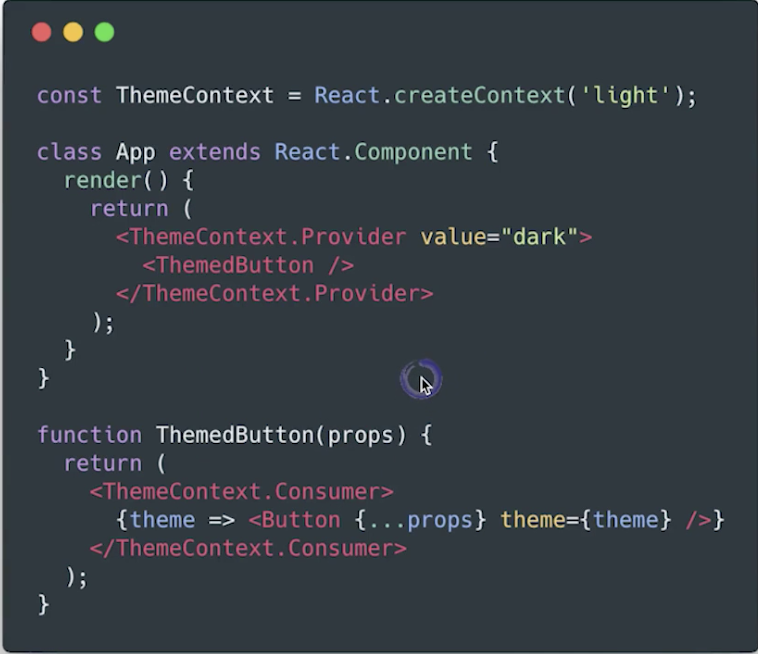 const ThemeContext = React.createContext('light');
class App extends React.Component {
render() {
return (
<ThemeContext.Provider value="dark">
<ThemedButton />
</ThemeContext.Provider>
);
}
}
function ThemedButton(props) {
return (
<ThemeContext.Consumer>
{theme => <Button {...props} theme={theme} />}
</ThemeContext.Consumer>
);
}